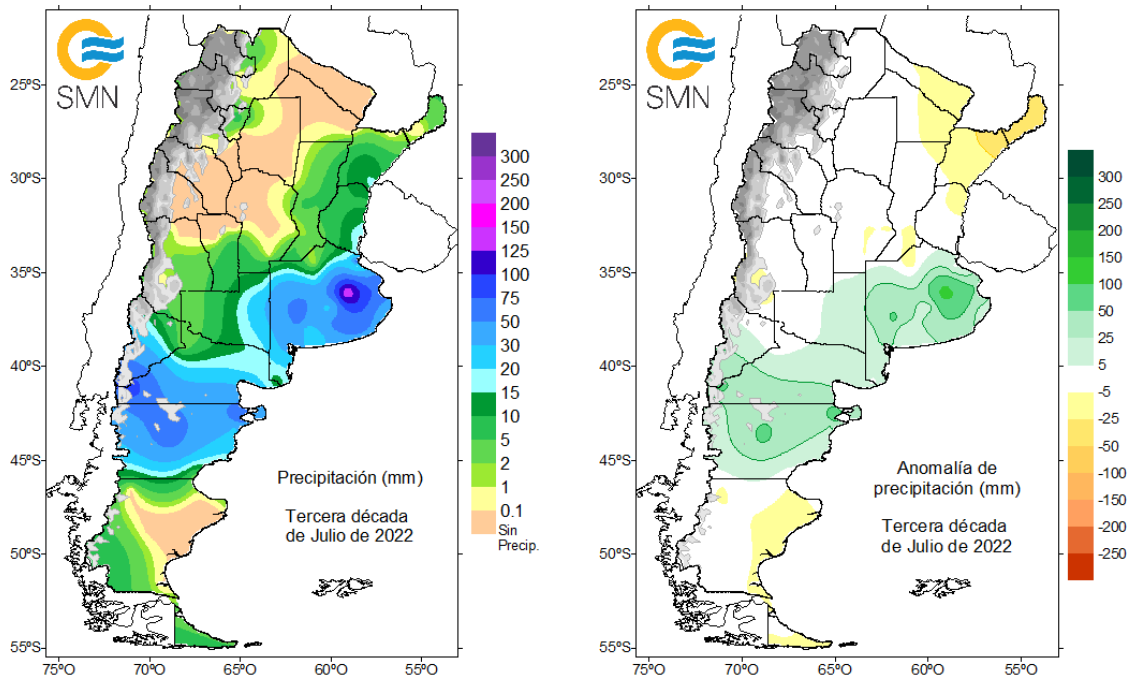 SMN
25ºS
30ºS
35ºS
40ºS
45ºS
50ºS
55ºS
75ºO
70ºO
65ºO
60ºO
55ºO
300
250
200
150
125
100
75
50
30
20
15
10
5
2
1
0.1
Sin
Precip.
Precipitación (mm)
Tercera década
de Julio de 2022
SMN
25ºS
30ºS
35ºS
40ºS
45ºS
50ºS
55ºS
75ºO
70ºO
65ºO
60ºO
55ºO
300
250
200
150
100
50
25
5
-5
-25
-50
-100
-150
-200
-250
Anomalía de
precipitación (mm)
Tercera década
de Julio de 2022